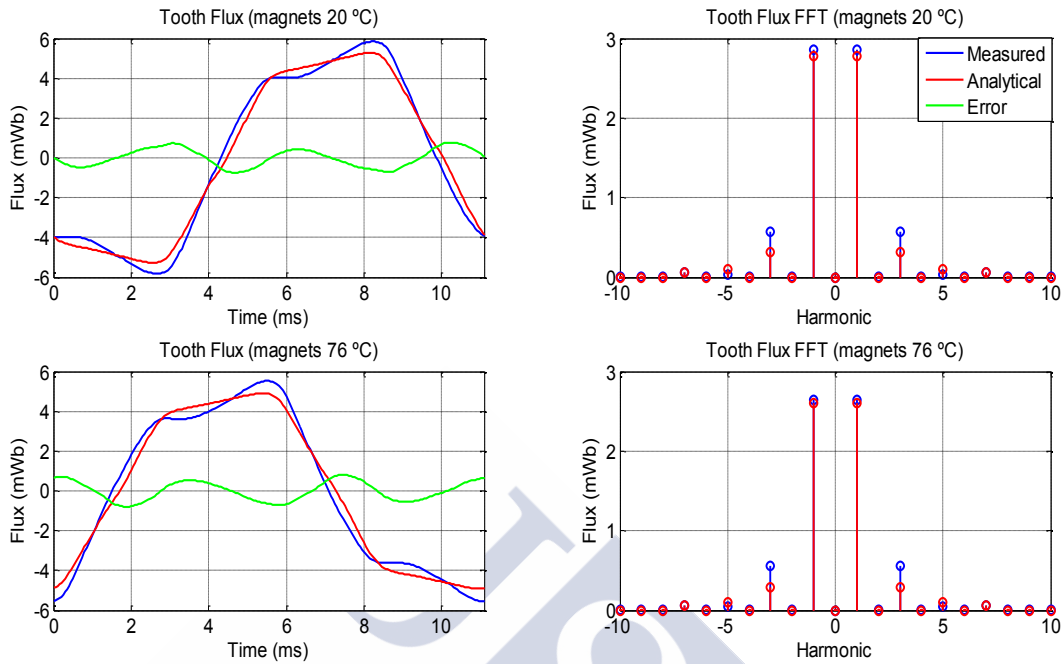 Tooth Flux (magnets 20 ºC)
Flux (mWb)
6
4
2
0
-2
-4
-6
0 2 4 6 8 10
Time (ms)
Tooth Flux FFT (magnets 20 ºC)
Flux (mWb)
3
2
1
0
-10 -5 0 5 10
Harmonic
Measured
Analytical
Error
Tooth Flux (magnets 76 ºC)
Flux (mWb)
6
4
2
0
-2
-4
-6
0 2 4 6 8 10
Time (ms)
Tooth Flux FFT (magnets 76 ºC)
Flux (mWb)
3
2
1
0
-10 -5 0 5 10
Harmonic